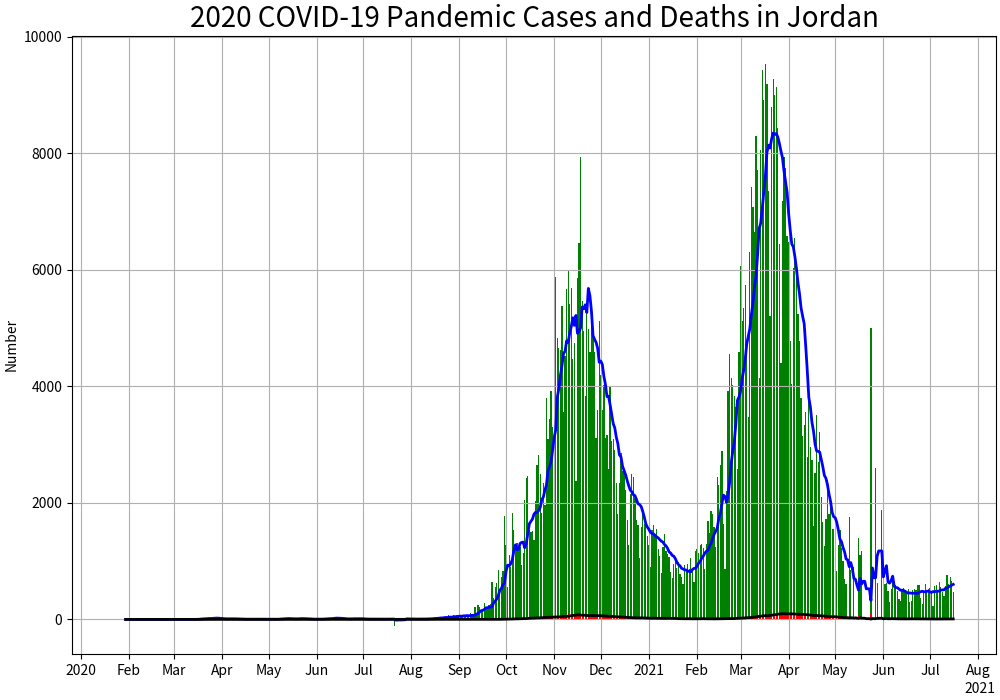 2020 COVID-19 Pandemic Cases and Deaths in Jordan
10000
8000
6000
4000
2000
0
Number
2020 Feb Mar Apr May Jun Jul Aug Sep Oct Nov Dec 2021 Feb Mar Apr May Jun Jul Aug
2021